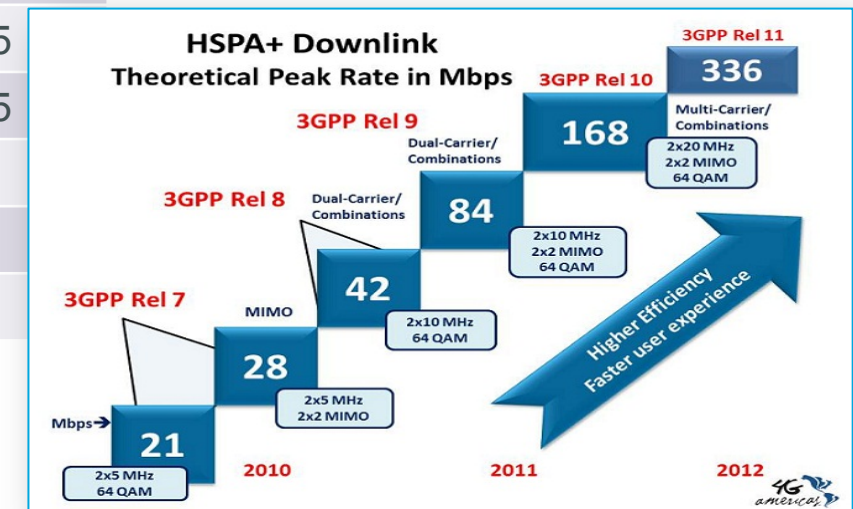 5
5
HSPA+ Downlink
Theoretical Peak Rate in Mbps
3GPP Rel 11
336
3GPP Rel 10
Multi-Carrier/
Combinations
168
2x20 MHz
2x2 MIMO
64 QAM
3GPP Rel 9
Dual-Carrier/
Combinations
84
2x10 MHz
2x2 MIMO
64 QAM
3GPP Rel 8
Dual-Carrier/
Combinations
42
2x10 MHz
64 QAM
3GPP Rel 7
MIMO
28
2x5 MHz
2x2 MIMO
Mbps→
21
2x5 MHz
64 QAM
Higher Efficiency
Faster user experience
2010
2011
2012
4G
americas